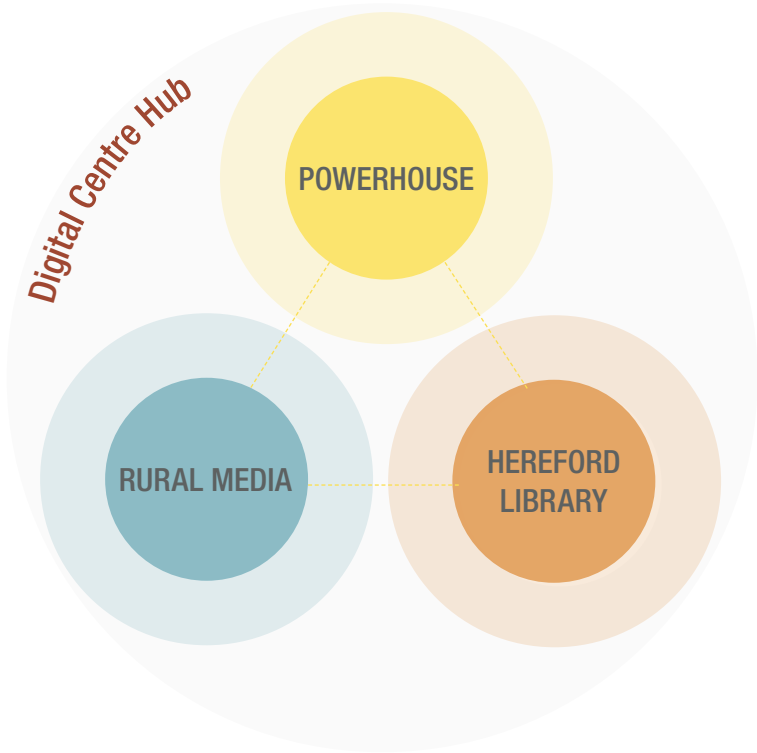 Digital Centre Hub
POWERHOUSE
RURAL MEDIA
HEREFORD
LIBRARY